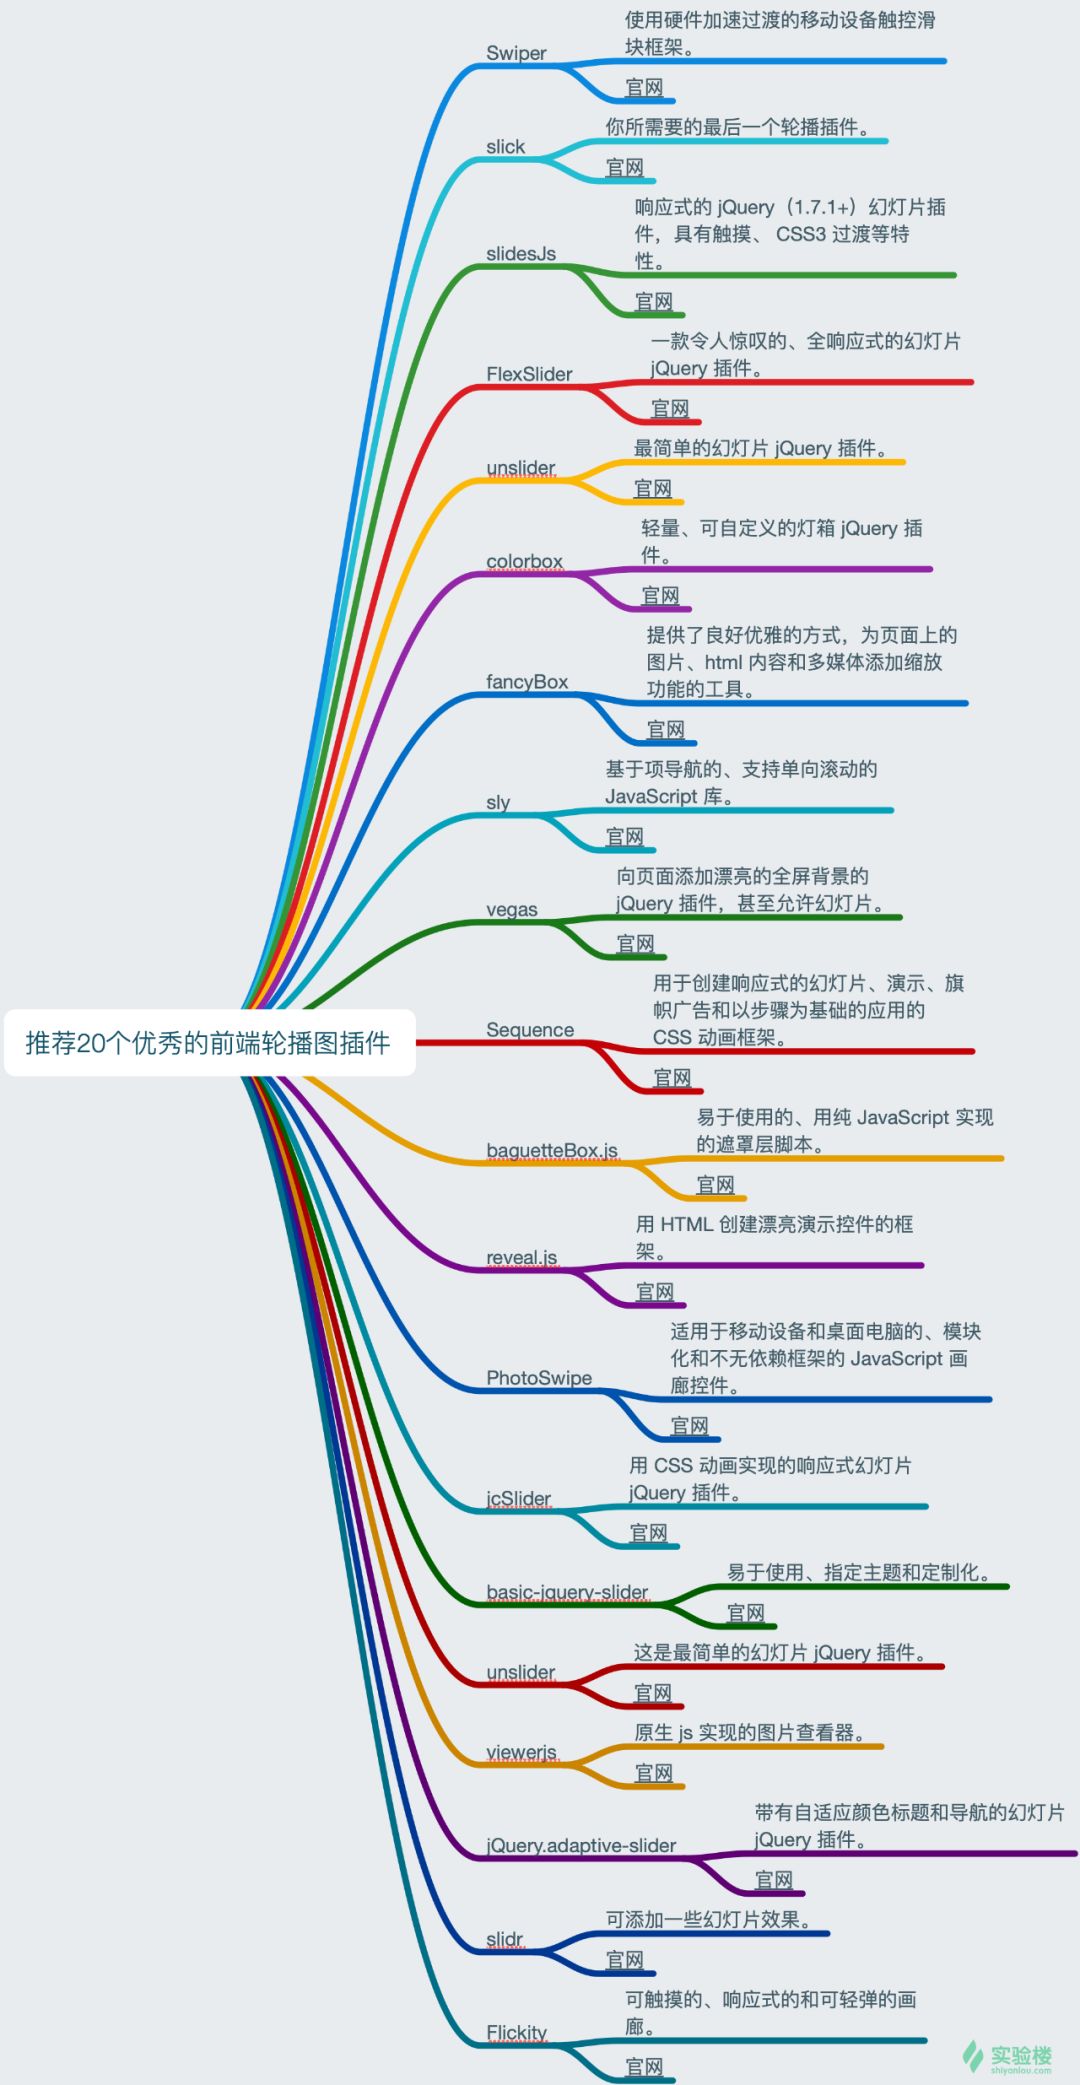 使用硬件加速过渡的移动设备触控滑
块框架。
Swiper
官网
你所需要的最后一个轮播插件。
slick
官网
响应式的 jQuery（1.7.1+）幻灯片插
件，具有触摸、 CSS3 过渡等特
性。
slidesJs
官网
一款令人惊叹的、全响应式的幻灯片
jQuery 插件。
FlexSlider
官网
最简单的幻灯片 jQuery 插件。
unslider
官网
轻量、可自定义的灯箱 jQuery 插
件。
colorbox
官网
提供了良好优雅的方式，为页面上的
图片、html 内容和多媒体添加缩放
功能的工具。
fancyBox
官网
基于项导航的、支持单向滚动的
JavaScript 库。
sly
官网
向页面添加漂亮的全屏背景的
jQuery 插件，甚至允许幻灯片。
vegas
官网
用于创建响应式的幻灯片、演示、旗
帜广告和以步骤为基础的应用的
CSS 动画框架。
Sequence
官网
推荐20个优秀的前端轮播图插件
易于使用的、用纯 JavaScript 实现
的遮罩层脚本。
baguetteBox.js
官网
用 HTML 创建漂亮演示控件的框
架。
reveal.js
官网
适用于移动设备和桌面电脑的、模块
化和不无依赖框架的 JavaScript 画
廊控件。
PhotoSwipe
官网
用 CSS 动画实现的响应式幻灯片
jQuery 插件。
jcSlider
官网
易于使用、指定主题和定制化。
basic-jquery-slider
官网
这是最简单的幻灯片 jQuery 插件。
unslider
官网
原生 js 实现的图片查看器。
viewerjs
官网
带有自适应颜色标题和导航的幻灯片
jQuery 插件。
jQuery.adaptive-slider
官网
可添加一些幻灯片效果。
slidr
官网
可触摸的、响应式的和可轻弹的画
廊。
Flickity
官网
实验楼
shiyanlou.com